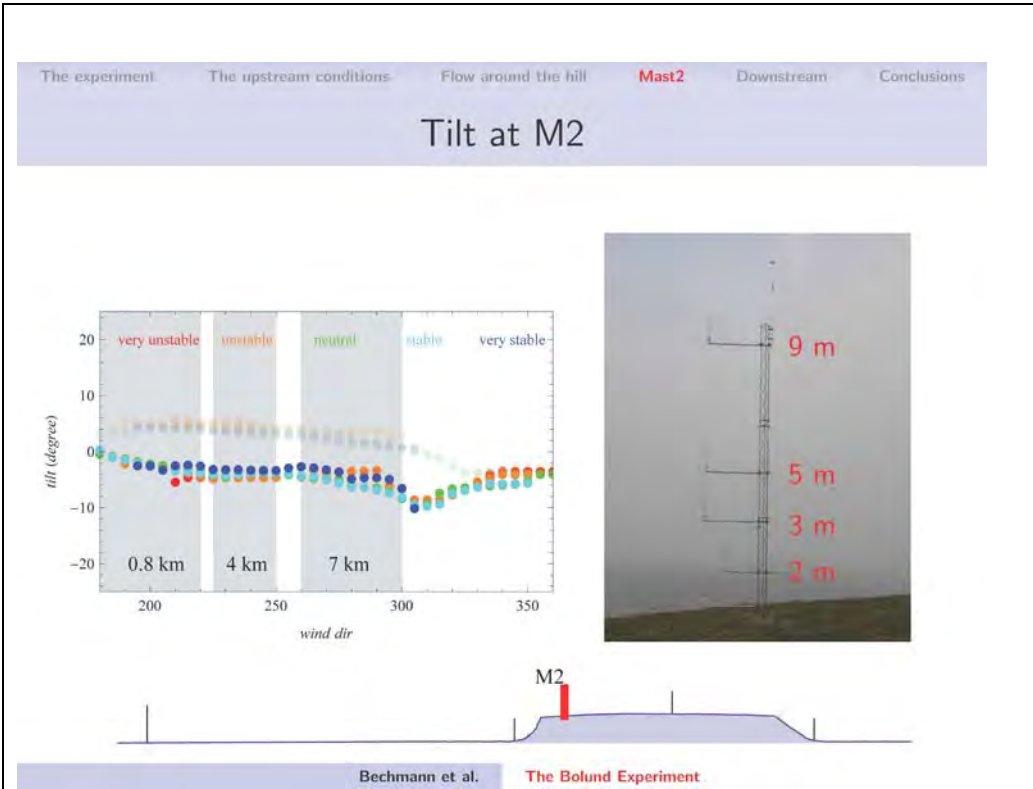 The experiment The upstream conditions Flow around the hill Mast2 Downstream Conclusions
Tilt at M2
very unstable unstable neutral stable very stable
20
10
0
−10
−20
tilt (degree)
0.8 km 4 km 7 km
200 250 300 350
wind dir
9 m
5 m
3 m
2 m
M2
Bechmann et al. The Bolund Experiment